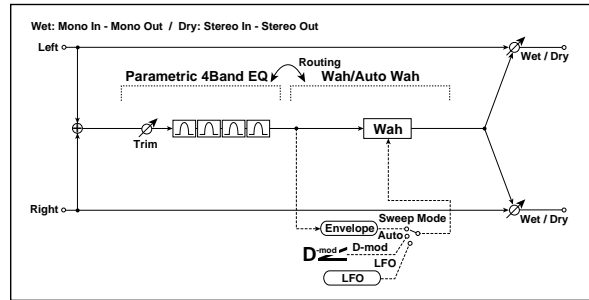 Wet: Mono In - Mono Out / Dry: Stereo In - Stereo Out
Left
Wet / Dry
Routing
Parametric 4Band EQ
Wah/Auto Wah
Trim
Wah
Right
Wet / Dry
Envelope
Sweep Mode
Auto
D-mod
D-mod
LFO
LFO